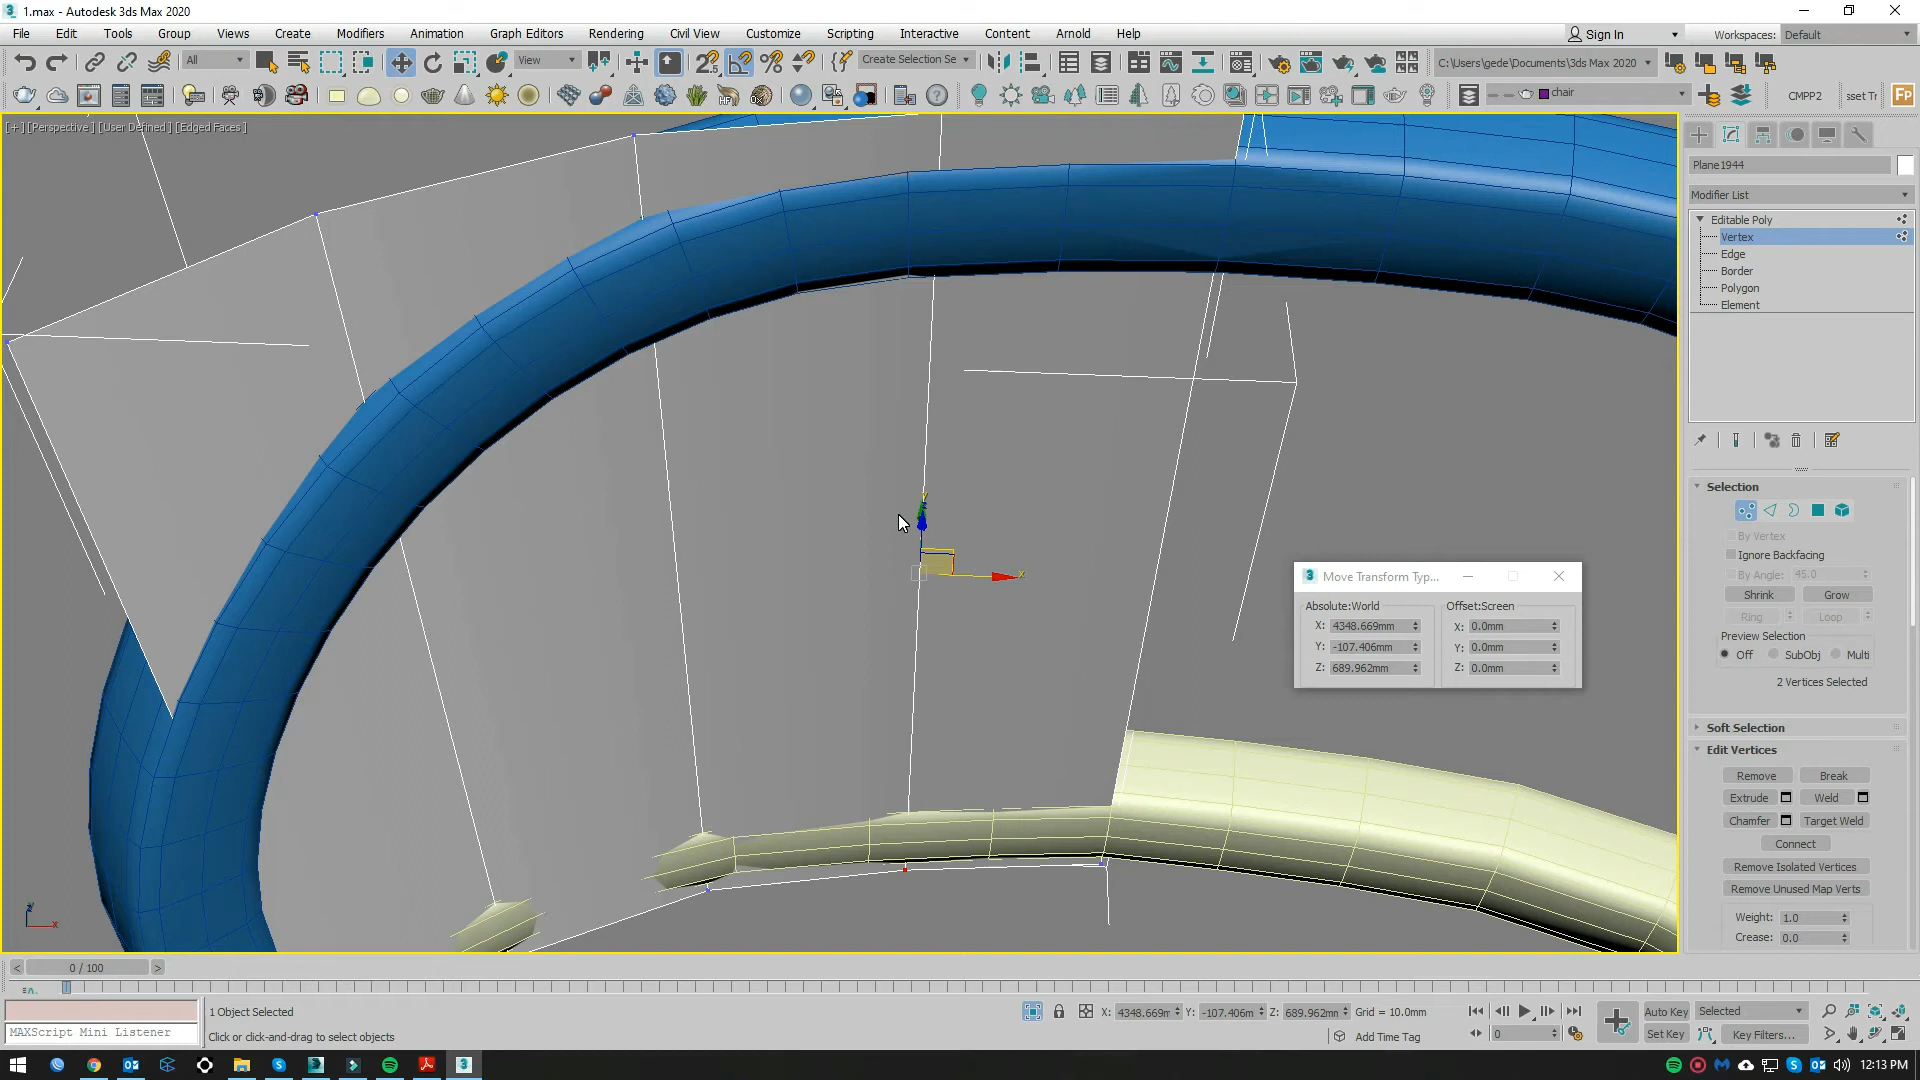 1.max - Autodesk 3ds Max 2020
File Edit Tools Group Views Create Modifiers Animation Graph Editors Rendering Civil View Customize Scripting Interactive Content Arnold Help
Sign In Workspaces: Default
All View Create Selection Se C:\Users\gede\Documents\3ds Max 2020
chair CMPP2 sset Tr
[+] [Perspective] [User Defined] [Edged Faces]
Plane1944
Modifier List
Editable Poly
Vertex
Edge
Border
Polygon
Element
Selection
By Vertex
Ignore Backfacing
By Angle: 45.0
Shrink Grow
Ring Loop
Preview Selection
Off SubObj Multi
2 Vertices Selected
Soft Selection
Edit Vertices
Remove Break
Extrude Weld
Chamfer Target Weld
Connect
Remove Isolated Vertices
Remove Unused Map Verts
Weight: 1.0
Crease: 0.0
Move Transform Typ...
Absolute:World Offset:Screen
X: 4348.669mm X: 0.0mm
Y: -107.406mm Y: 0.0mm
Z: 689.962mm Z: 0.0mm
y
z
x
z
x
0 / 100
1 Object Selected
MAXScript Mini Listener
Click or click-and-drag to select objects
X: 4348.669m Y: -107.406m Z: 689.962mm Grid = 10.0mm
Add Time Tag
Auto Key Selected
0 Set Key Key Filters...
12:13 PM